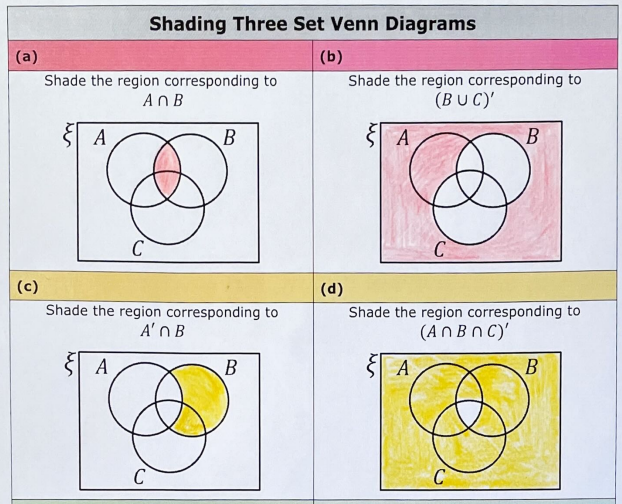 Shading Three Set Venn Diagrams
(a)
Shade the region corresponding to
A ∩ B
ξ A B
C
(b)
Shade the region corresponding to
(B ∪ C)′
ξ A B
C
(c)
Shade the region corresponding to
A′ ∩ B
ξ A B
C
(d)
Shade the region corresponding to
(A ∩ B ∩ C)′
ξ A B
C